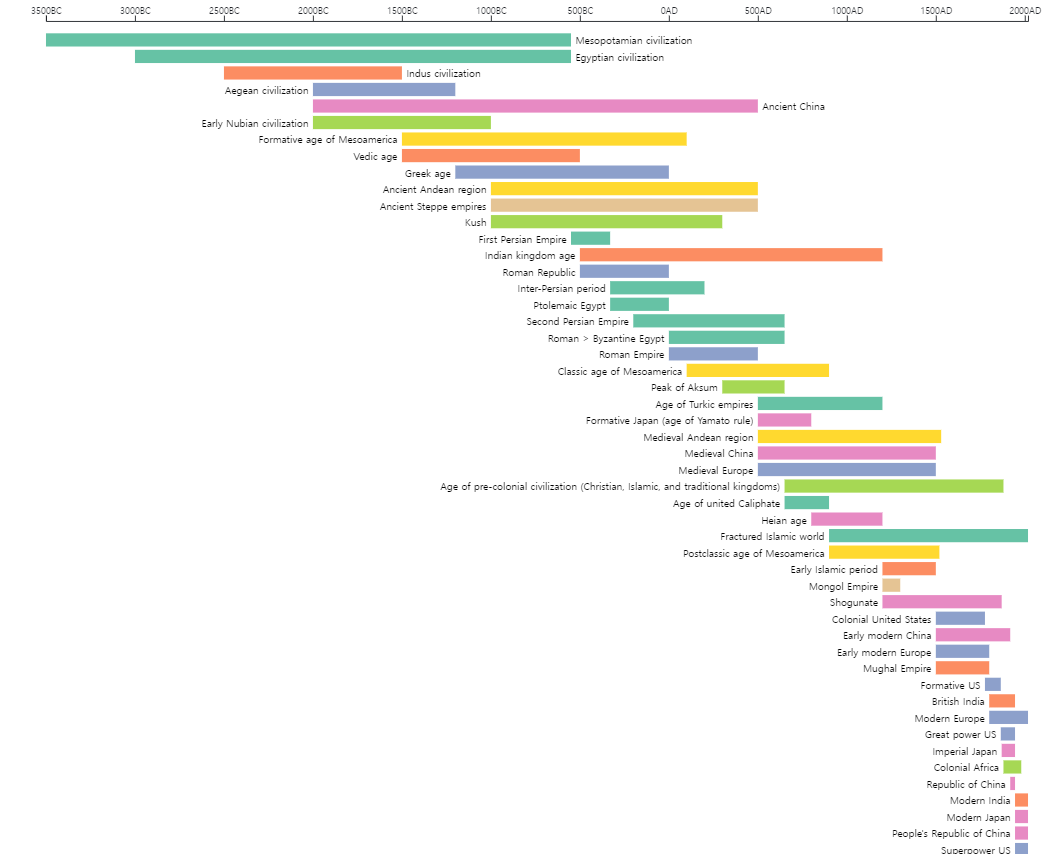 3500BC 3000BC 2500BC 2000BC 1500BC 1000BC 500BC 0AD 500AD 1000AD 1500AD 2000AD
Mesopotamian civilization
Egyptian civilization
Indus civilization
Aegean civilization
Ancient China
Early Nubian civilization
Formative age of Mesoamerica
Vedic age
Greek age
Ancient Andean region
Ancient Steppe empires
Kush
First Persian Empire
Indian kingdom age
Roman Republic
Inter-Persian period
Ptolemaic Egypt
Second Persian Empire
Roman > Byzantine Egypt
Roman Empire
Classic age of Mesoamerica
Peak of Aksum
Age of Turkic empires
Formative Japan (age of Yamato rule)
Medieval Andean region
Medieval China
Medieval Europe
Age of pre-colonial civilization (Christian, Islamic, and traditional kingdoms)
Age of united Caliphate
Heian age
Fractured Islamic world
Postclassic age of Mesoamerica
Early Islamic period
Mongol Empire
Shogunate
Colonial United States
Early modern China
Early modern Europe
Mughal Empire
Formative US
British India
Modern Europe
Great power US
Imperial Japan
Colonial Africa
Republic of China
Modern India
Modern Japan
People's Republic of China
Superpower US